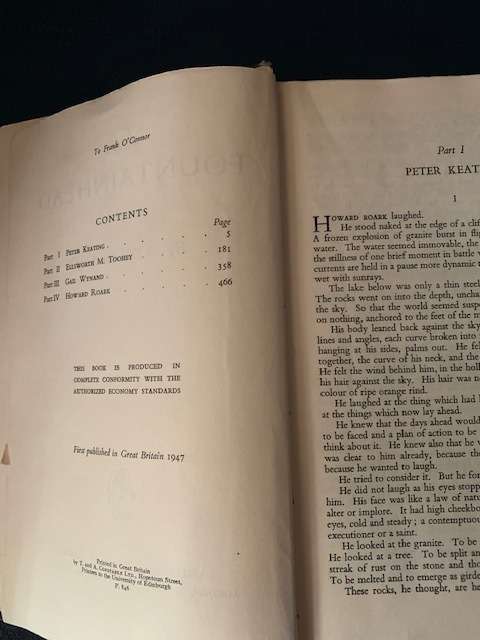 To Frank O'Connor
CONTENTS
Page
Part I PETER KEATING . . . . . 5
Part II ELLSWORTH M. TOOHEY . . . . 181
Part III GAIL WYNAND . . . . . 358
Part IV HOWARD ROARK . . . . . 466
THIS BOOK IS PRODUCED IN
COMPLETE CONFORMITY WITH THE
AUTHORIZED ECONOMY STANDARDS
First published in Great Britain 1947
Printed in Great Britain
by T. and A. CONSTABLE LTD., Hopetoun Street,
Printers to the University of Edinburgh
P. 848
Part I
PETER KEAT
1
HOWARD ROARK laughed.
He stood naked at the edge of a clif
A frozen explosion of granite burst in fli
water. The water seemed immovable, the
the stillness of one brief moment in battle
currents are held in a pause more dynamic
wer with sunrays.
The lake below was only a thin steel
The rocks went on into the depth, uncha
the sky. So that the world seemed suspe
on nothing, anchored to the feet of the m
His body leaned back against the sky
lines and angles, each curve broken into
hanging at his sides, palms out. He fel
together, the curve of his neck, and the
He felt the wind behind him, in the holl
his hair against the sky. His hair was n
colour of ripe orange rind.
He laughed at the thing which had
at the things which now lay ahead.
He knew that the days ahead would
to be faced and a plan of action to be
think about it. He knew also that he
was clear to him already, because the
because he wanted to laugh.
He tried to consider it. But he for
He did not laugh as his eyes stopp
him. His face was like a law of natu
alter or implore. It had high cheekbo
eyes, cold and steady; a contemptuou
executioner or a saint.
He looked at the granite. To be
He looked at a tree. To be split and
streak of rust on the stone and tho
To be melted and to emerge as girde
These rocks, he thought, are he